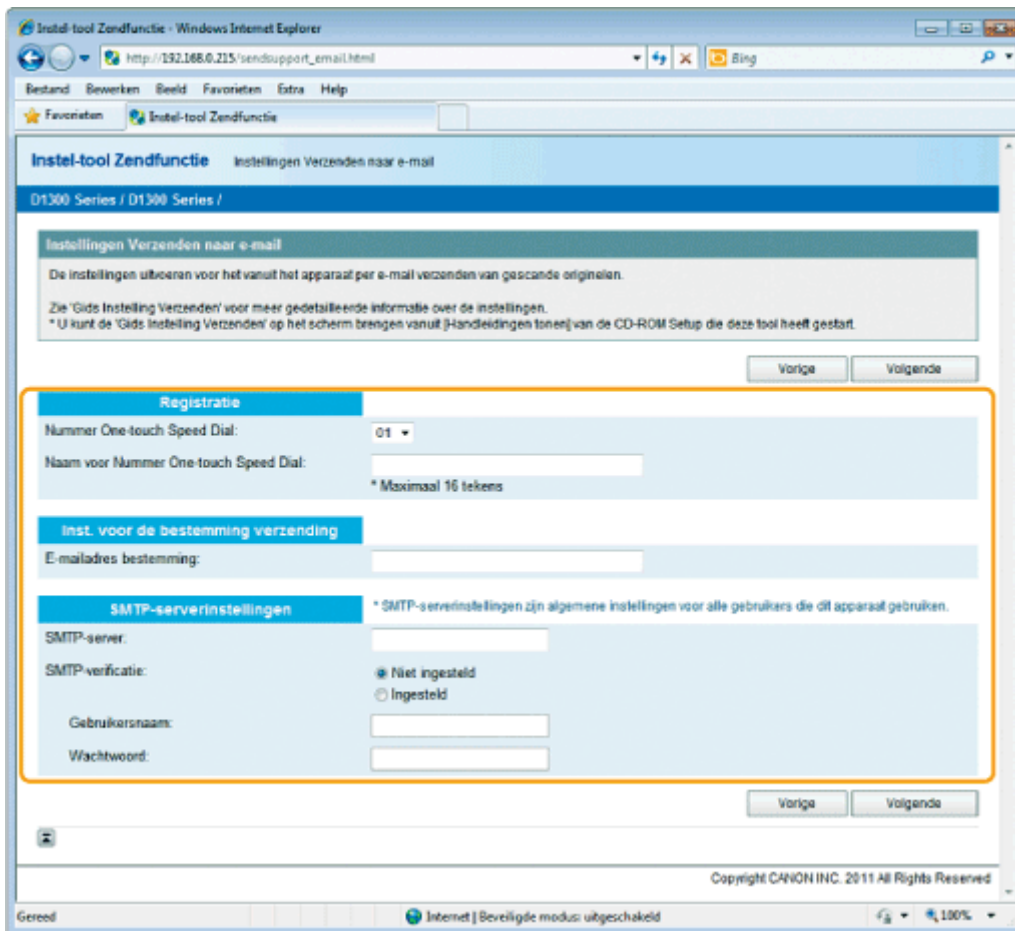 Instel-tool Zendfunctie - Windows Internet Explorer
http://192.168.0.215/sendsupport_email.html
Bing
Bestand Bewerken Beeld Favorieten Extra Help
Favorieten
Instel-tool Zendfunctie
Instel-tool Zendfunctie Instellingen Verzenden naar e-mail
D1300 Series / D1300 Series /
Instellingen Verzenden naar e-mail
De instellingen uitvoeren voor het vanuit het apparaat per e-mail verzenden van gescande originelen.
Zie 'Gids Instelling Verzenden' voor meer gedetailleerde informatie over de instellingen.
* U kunt de 'Gids Instelling Verzenden' op het scherm brengen vanuit [Handleidingen tonen] van de CD-ROM Setup die deze tool heeft gestart.
Vorige Volgende
Registratie
Nummer One-touch Speed Dial: 01
Naam voor Nummer One-touch Speed Dial:
* Maximaal 16 tekens
Inst. voor de bestemming verzending
E-mailadres bestemming:
SMTP-serverinstellingen * SMTP-serverinstellingen zijn algemene instellingen voor alle gebruikers die dit apparaat gebruiken.
SMTP-server:
SMTP-verificatie: Niet ingesteld
Ingesteld
Gebruikersnaam:
Wachtwoord:
Vorige Volgende
Copyright CANON INC. 2011 All Rights Reserved
Gereed Internet | Beveiligde modus: uitgeschakeld 100%